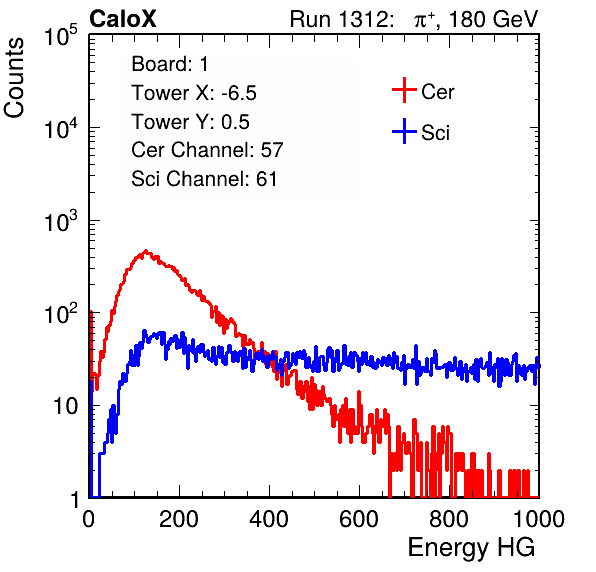 CaloX Run 1312: π⁺, 180 GeV
Counts
10⁵
10⁴
10³
10²
10
1
Board: 1
Tower X: -6.5
Tower Y: 0.5
Cer Channel: 57
Sci Channel: 61
Cer
Sci
0 200 400 600 800 1000
Energy HG